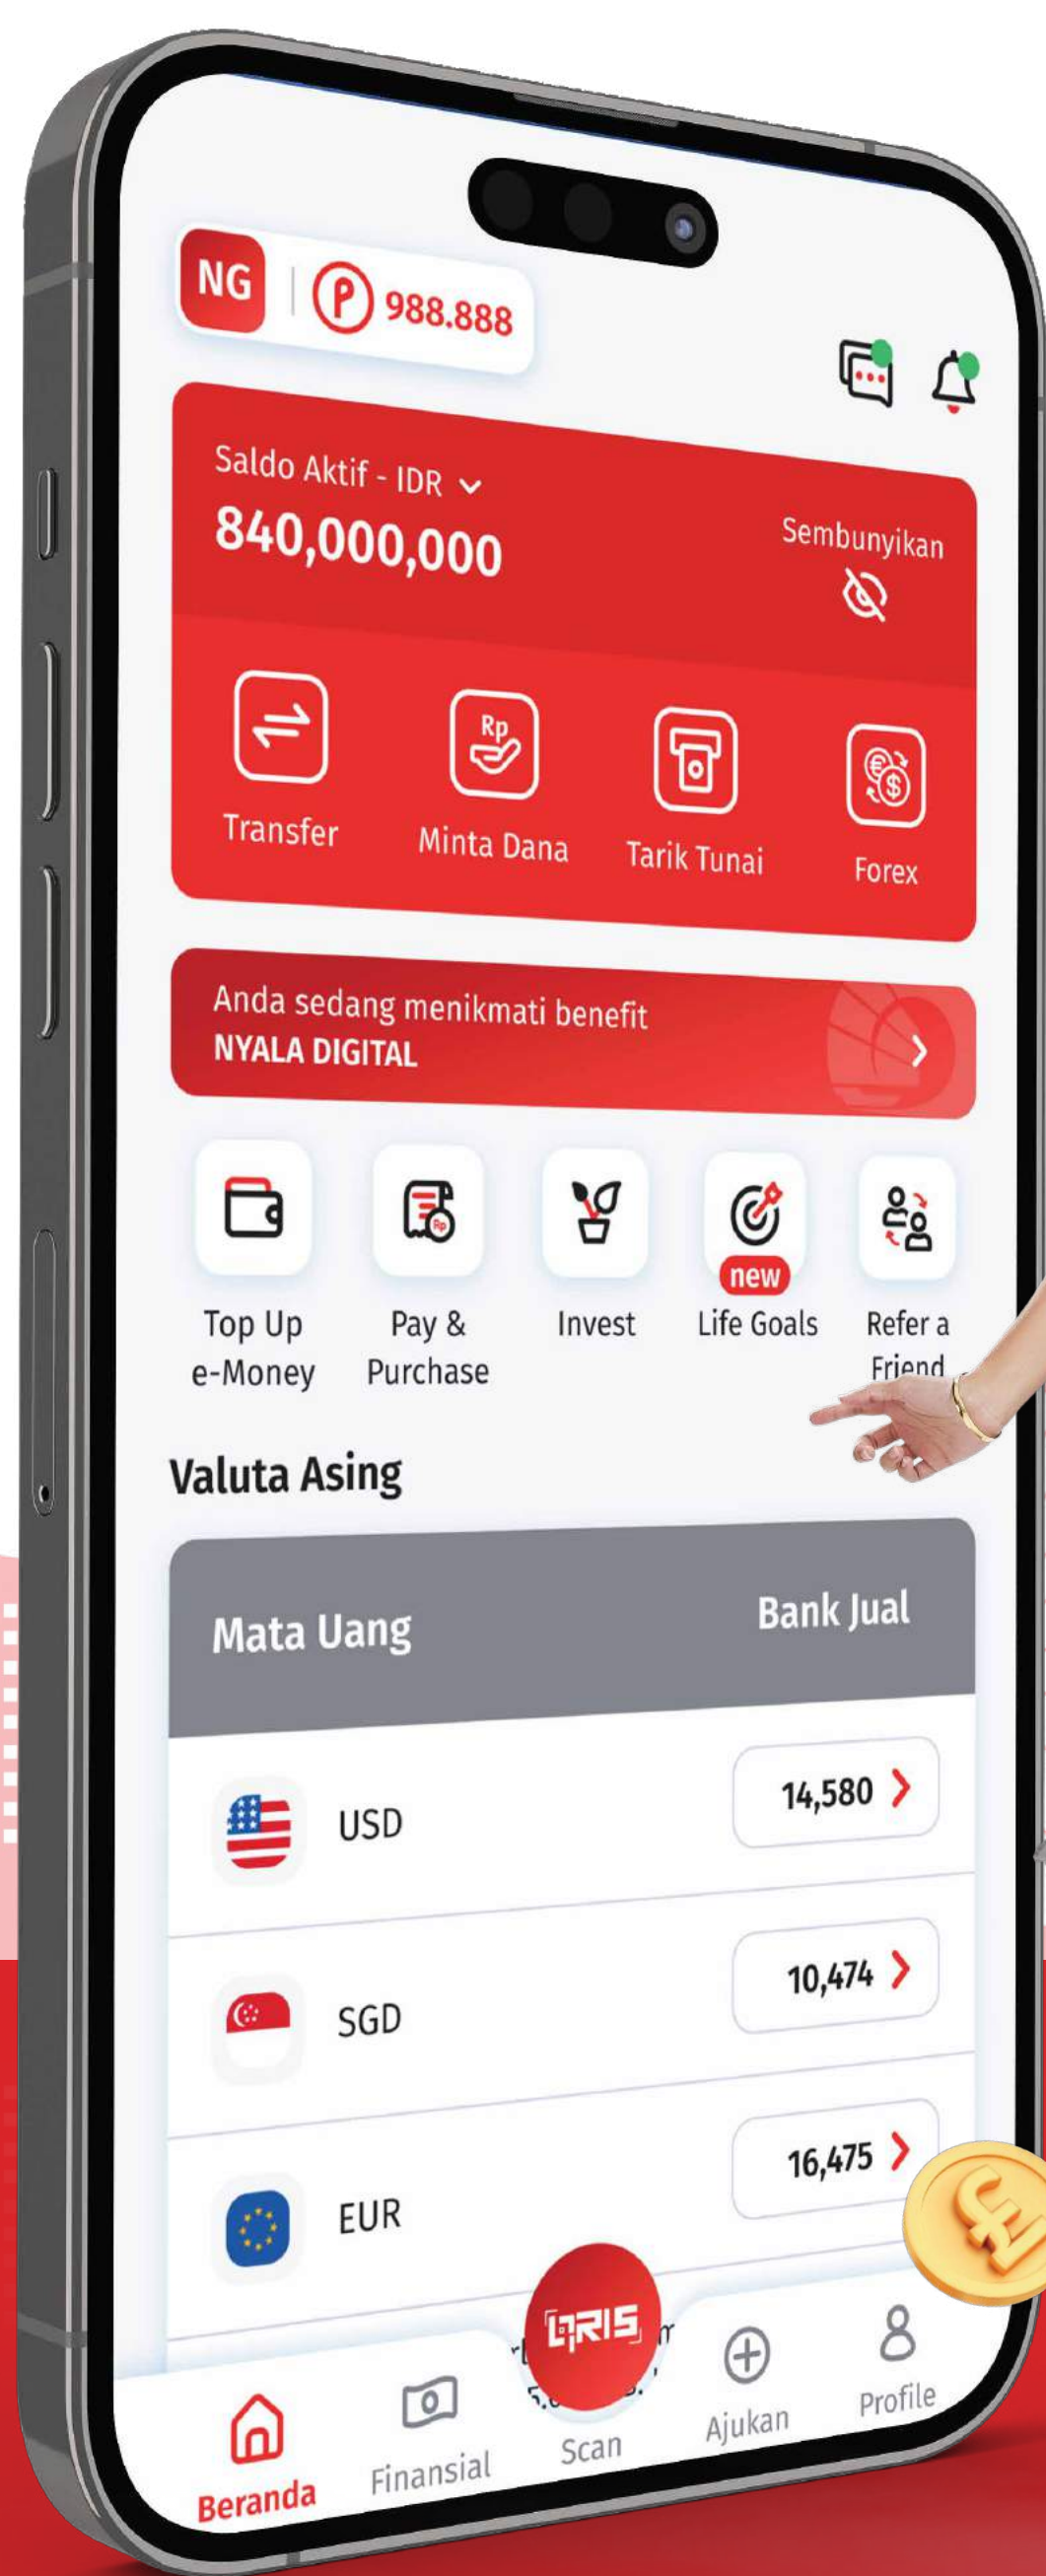 NG
P 988.888
Saldo Aktif - IDR
840,000,000
Sembunyikan
Rp
Transfer
Minta Dana
Tarik Tunai
Forex
Anda sedang menikmati benefit
NYALA DIGITAL
Rp
new
Top Up
e-Money
Pay &
Purchase
Invest
Life Goals
Refer a
Friend
Valuta Asing
Mata Uang
Bank Jual
USD
14,580
SGD
10,474
EUR
16,475
QRIS
Beranda
Finansial
Scan
Ajukan
Profile